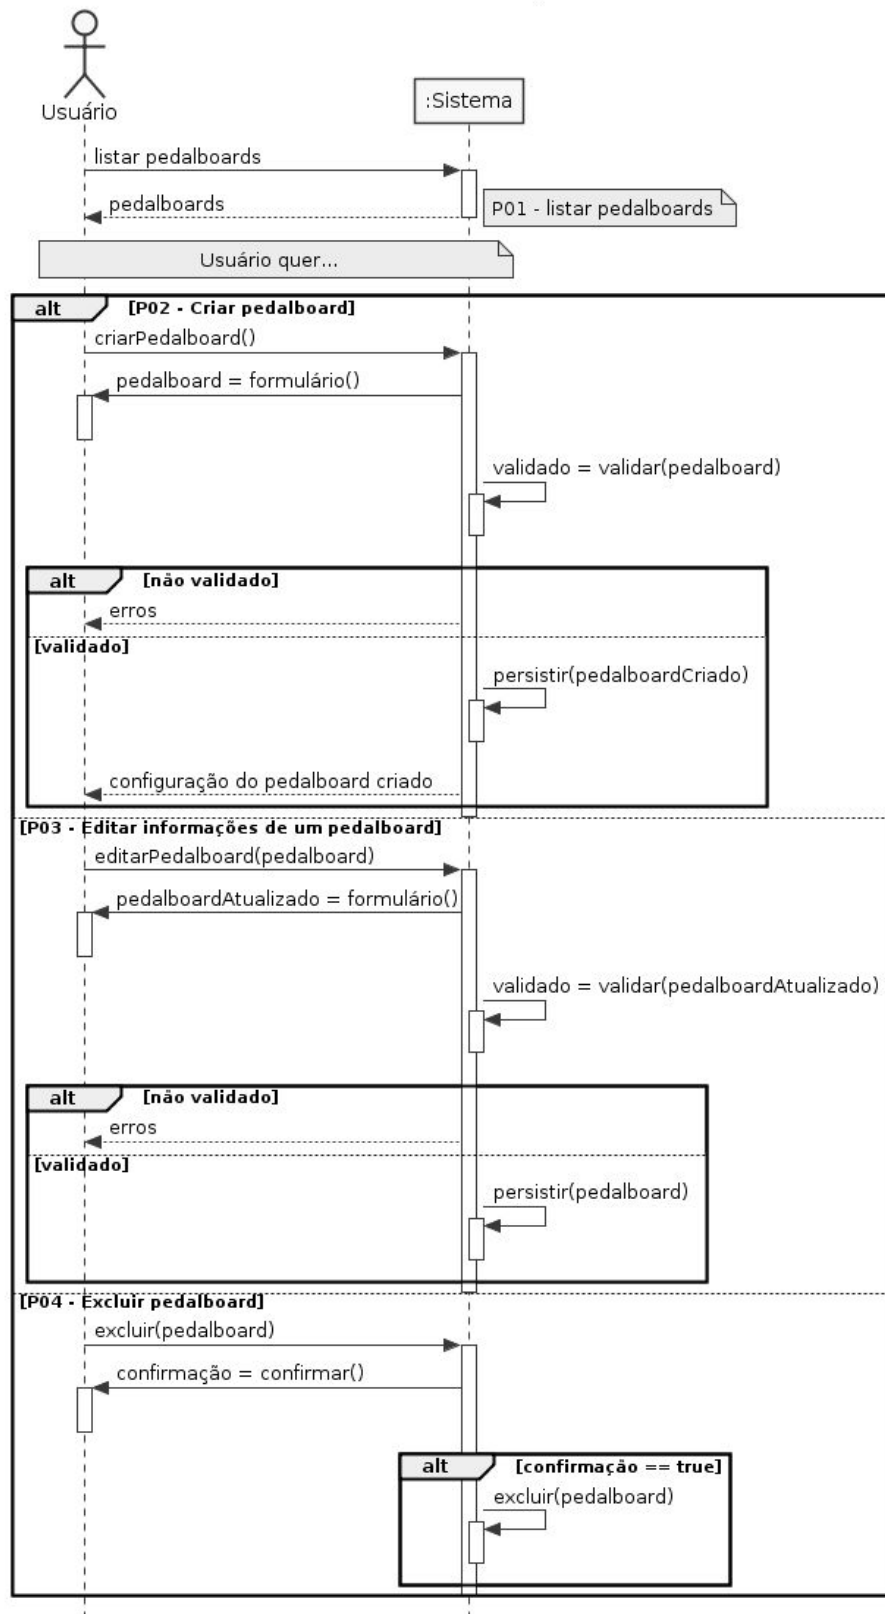 Usuário
:Sistema
listar pedalboards
pedalboards
P01 - listar pedalboards
Usuário quer...
alt [P02 - Criar pedalboard]
criarPedalboard()
pedalboard = formulário()
validado = validar(pedalboard)
alt [não validado]
erros
[validado]
persistir(pedalboardCriado)
configuração do pedalboard criado
[P03 - Editar informações de um pedalboard]
editarPedalboard(pedalboard)
pedalboardAtualizado = formulário()
validado = validar(pedalboardAtualizado)
alt [não validado]
erros
[validado]
persistir(pedalboard)
[P04 - Excluir pedalboard]
excluir(pedalboard)
confirmação = confirmar()
alt [confirmação == true]
excluir(pedalboard)